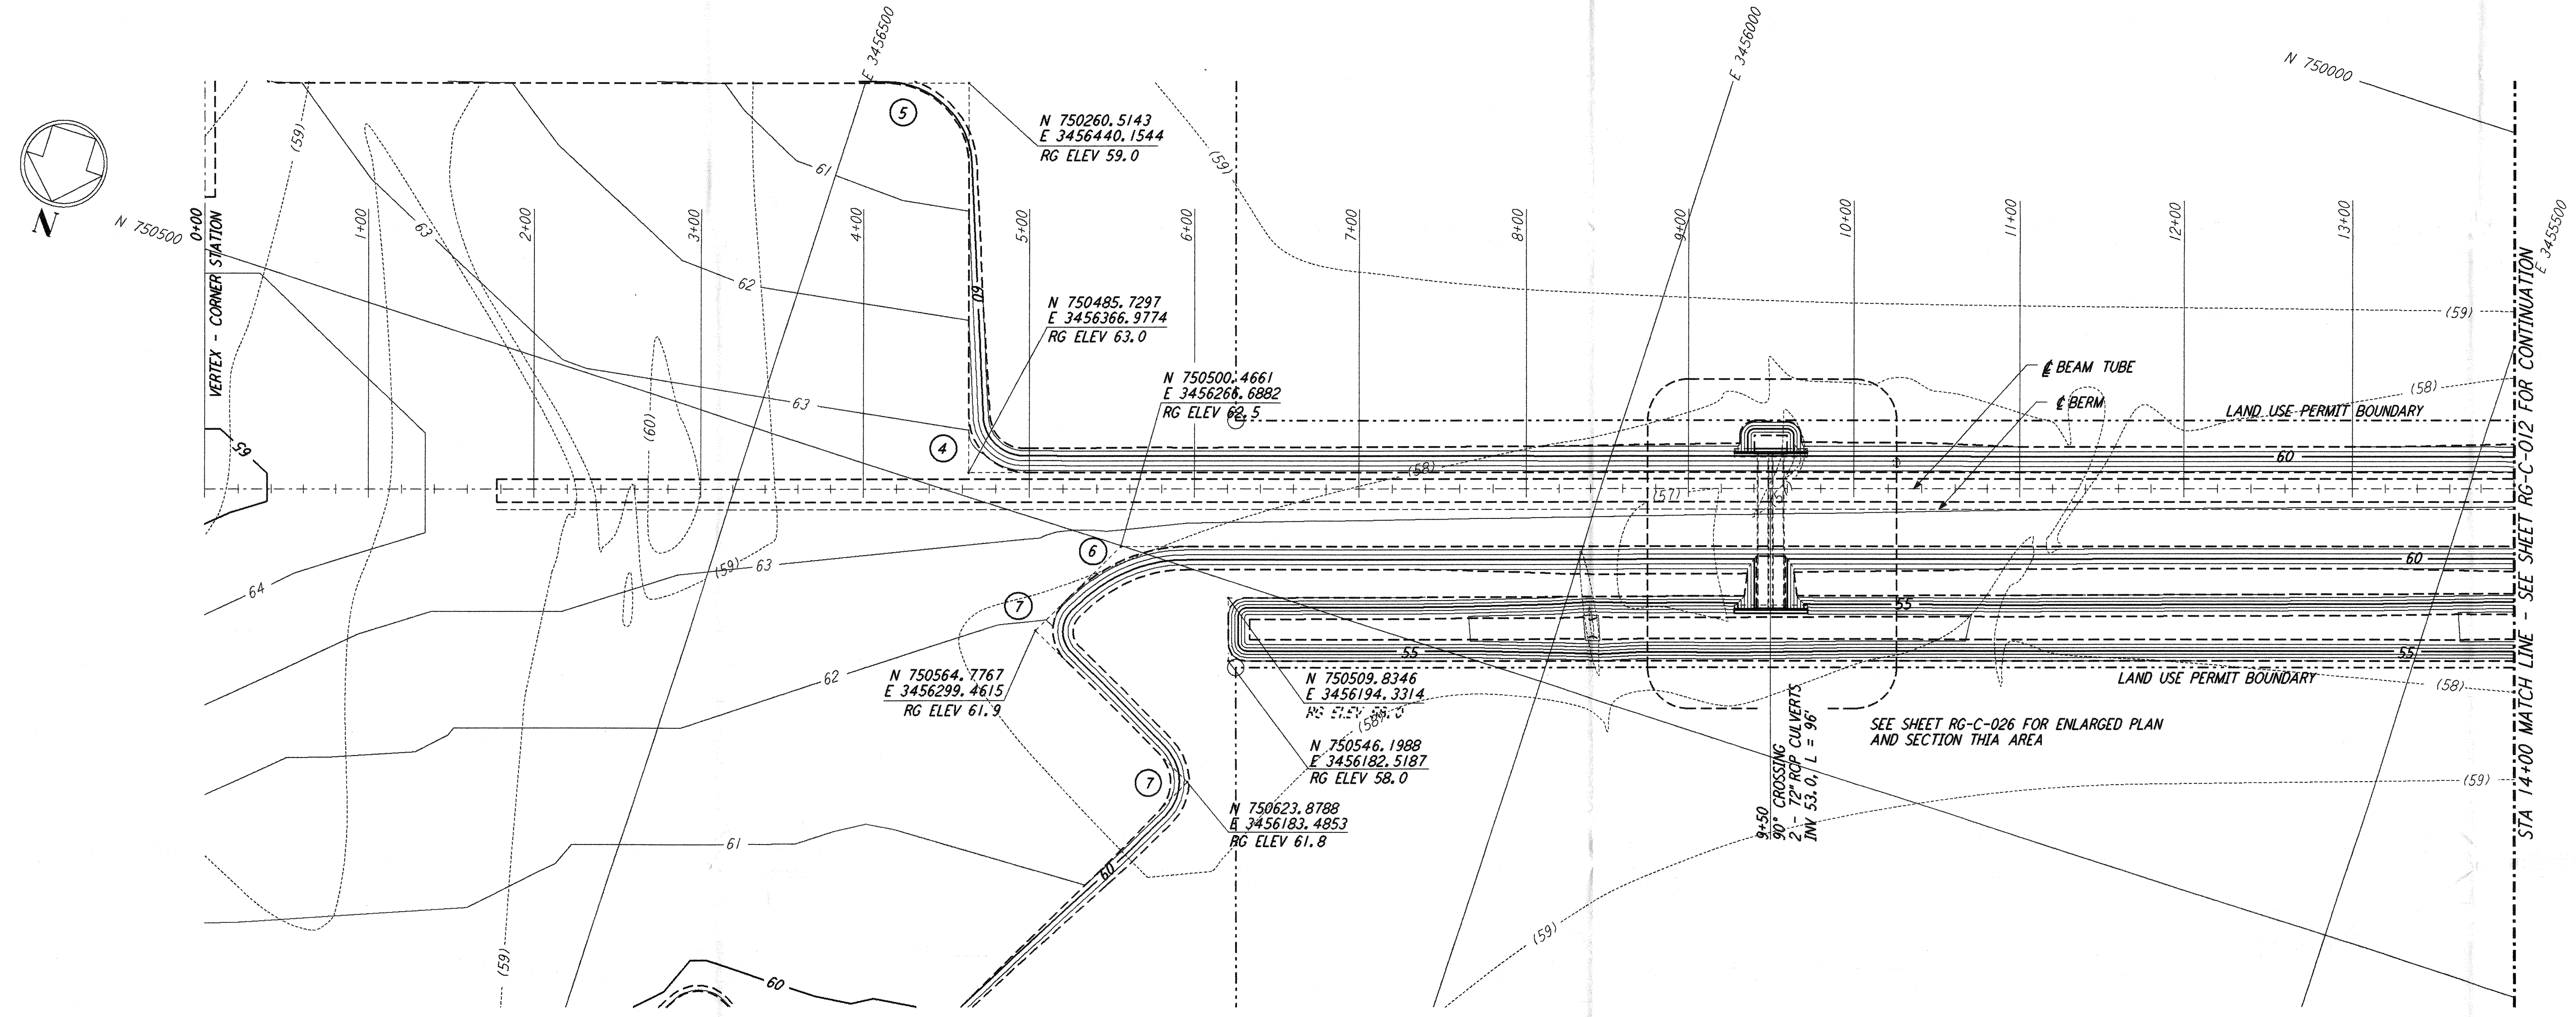 E 3456500
E 3456000
N 750000
5
N 750260.5143
E 3456440.1544
RG ELEV 59.0
(59)
(59)
61
N
N 750500
0+00
1+00
2+00
3+00
4+00
5+00
6+00
7+00
8+00
9+00
10+00
11+00
12+00
13+00
E 3455500
63
VERTEX - CORNER STATION
62
60
N 750485.7297
E 3456366.9774
RG ELEV 63.0
(59)
BEAM TUBE
N 750500.4661
E 3456266.6882
RG ELEV 62.5
63
(60)
BERM
(58)
LAND USE PERMIT BOUNDARY
65
4
60
(58)
(57)
STA 14+00 MATCH LINE - SEE SHEET RG-C-012 FOR CONTINUATION
6
(59)
63
60
64
7
55
62
55
55
N 750564.7767
E 3456299.4615
RG ELEV 61.9
N 750509.8346
E 3456194.3314
(58)
LAND USE PERMIT BOUNDARY
(58)
SEE SHEET RG-C-026 FOR ENLARGED PLAN
AND SECTION THIA AREA
N 750546.1988
E 3456182.5187
RG ELEV 58.0
7
9+50
90° CROSSING
2 - 72" RCP CULVERTS
INV 53.0, L = 96'
(59)
N 750623.8788
E 3456183.4853
RG ELEV 61.8
61
60
(59)
(59)
60